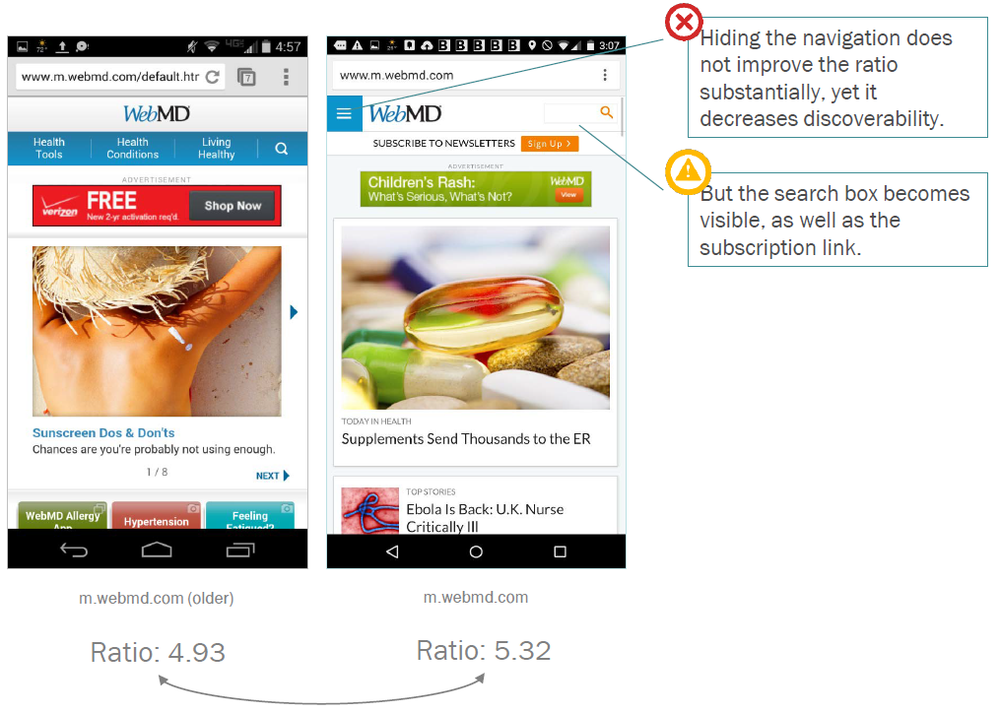 4:57
72°
4G
www.m.webmd.com/default.htr
7
WebMD
Health Tools
Health Conditions
Living Healthy
ADVERTISEMENT
verizon
FREE
New 2-yr activation req'd.
Shop Now
Sunscreen Dos & Don'ts
Chances are you're probably not using enough.
1 / 8
NEXT
WebMD Allergy App
Hypertension
Feeling Fatigued?
m.webmd.com (older)
Ratio: 4.93
B B B B B
3:07
www.m.webmd.com
WebMD
SUBSCRIBE TO NEWSLETTERS
Sign Up >
ADVERTISEMENT
Children's Rash:
What's Serious, What's Not?
WebMD
View
TODAY IN HEALTH
Supplements Send Thousands to the ER
TOP STORIES
Ebola Is Back: U.K. Nurse
Critically Ill
m.webmd.com
Ratio: 5.32
Hiding the navigation does
not improve the ratio
substantially, yet it
decreases discoverability.
But the search box becomes
visible, as well as the
subscription link.